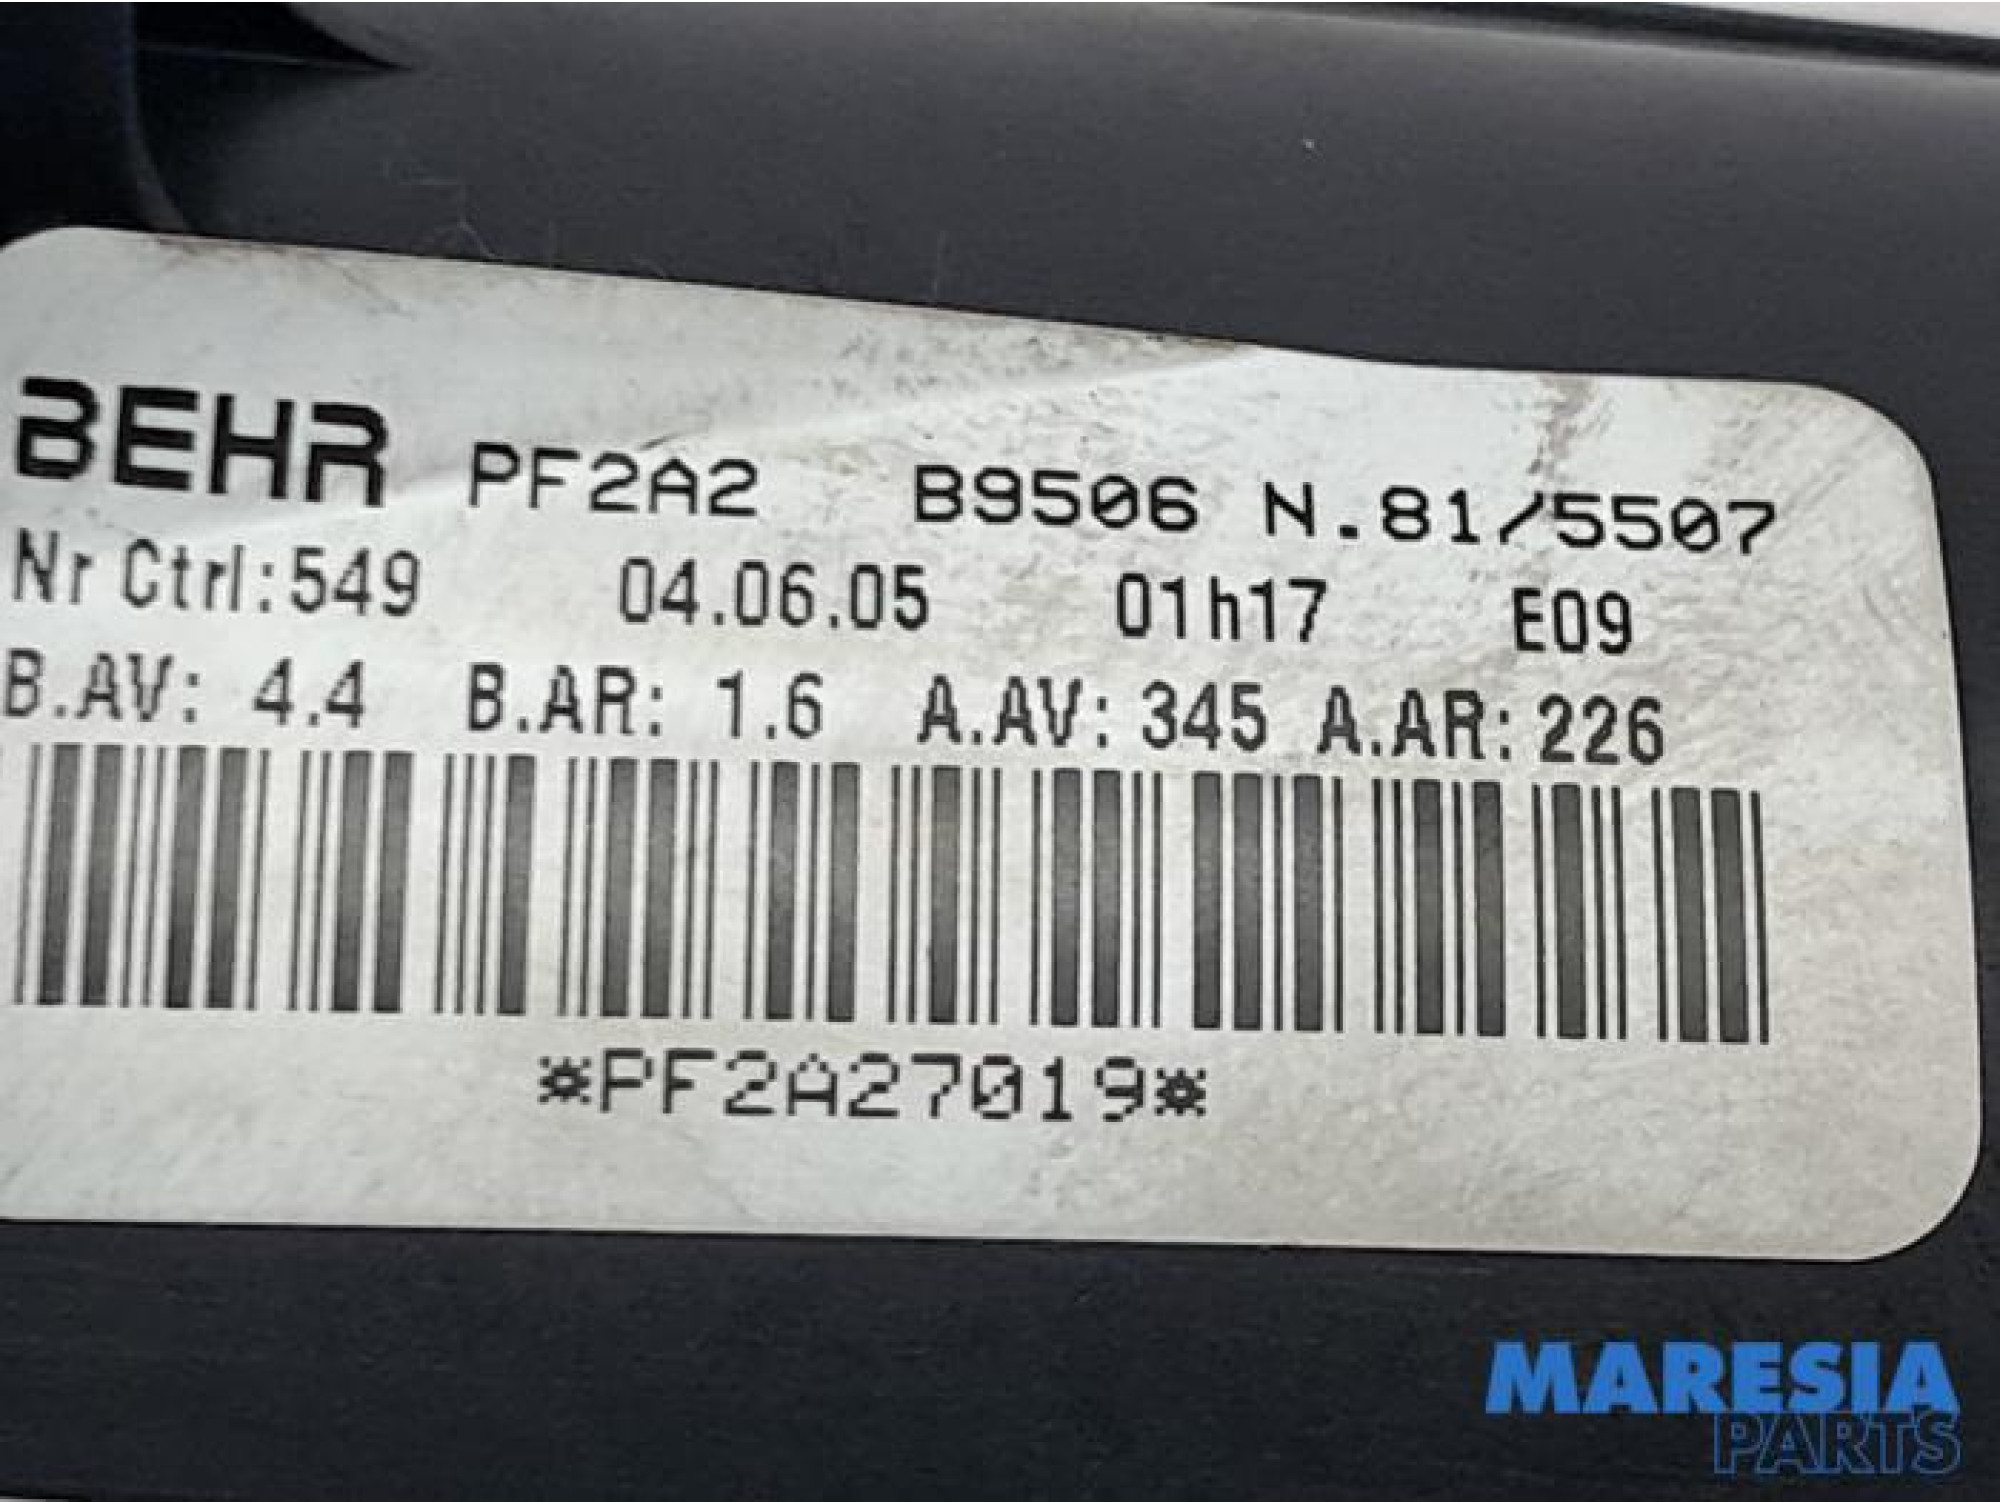 BEHR PF2A2 B9506 N.81/5507
Nr Ctrl:549 04.06.05 01h17 E09
B.AV: 4.4 B.AR: 1.6 A.AV: 345 A.AR: 226
*PF2A27019*
MARESIA
PARTS